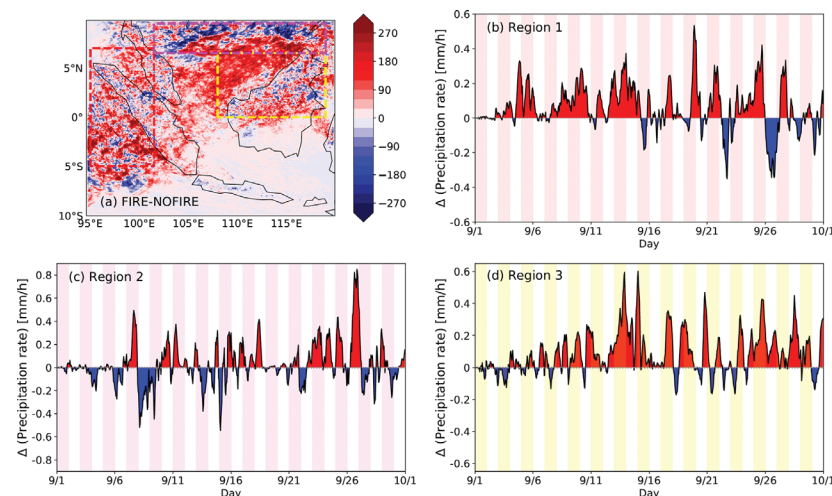 5°N
0°
5°S
10°S
95°E 100°E 105°E 110°E 115°E
(a) FIRE-NOFIRE
270
180
90
0
−90
−180
−270
(b) Region 1
Δ (Precipitation rate) [mm/h]
0.6
0.4
0.2
0
-0.2
-0.4
-0.6
9/1 9/6 9/11 9/16 9/21 9/26 10/1
Day
(c) Region 2
Δ (Precipitation rate) [mm/h]
0.8
0.6
0.4
0.2
0
-0.2
-0.4
-0.6
-0.8
9/1 9/6 9/11 9/16 9/21 9/26 10/1
Day
(d) Region 3
Δ (Precipitation rate) [mm/h]
0.6
0.4
0.2
0
-0.2
-0.4
-0.6
9/1 9/6 9/11 9/16 9/21 9/26 10/1
Day